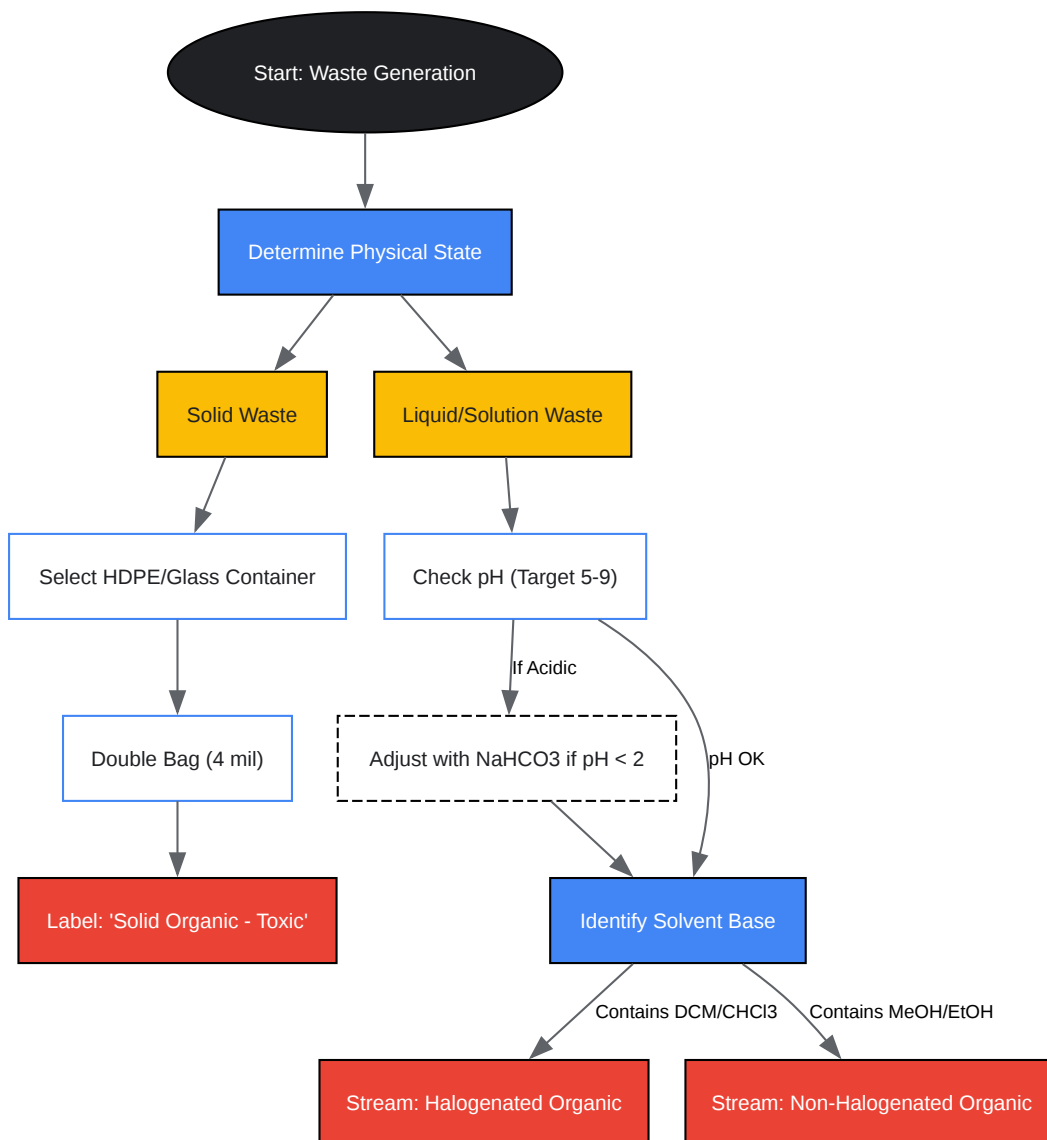 Start: Waste Generation
Determine Physical State
Solid Waste
Liquid/Solution Waste
Select HDPE/Glass Container
Check pH (Target 5-9)
If Acidic
Double Bag (4 mil)
Adjust with NaHCO3 if pH < 2
pH OK
Label: 'Solid Organic - Toxic'
Identify Solvent Base
Contains DCM/CHCl3
Contains MeOH/EtOH
Stream: Halogenated Organic
Stream: Non-Halogenated Organic